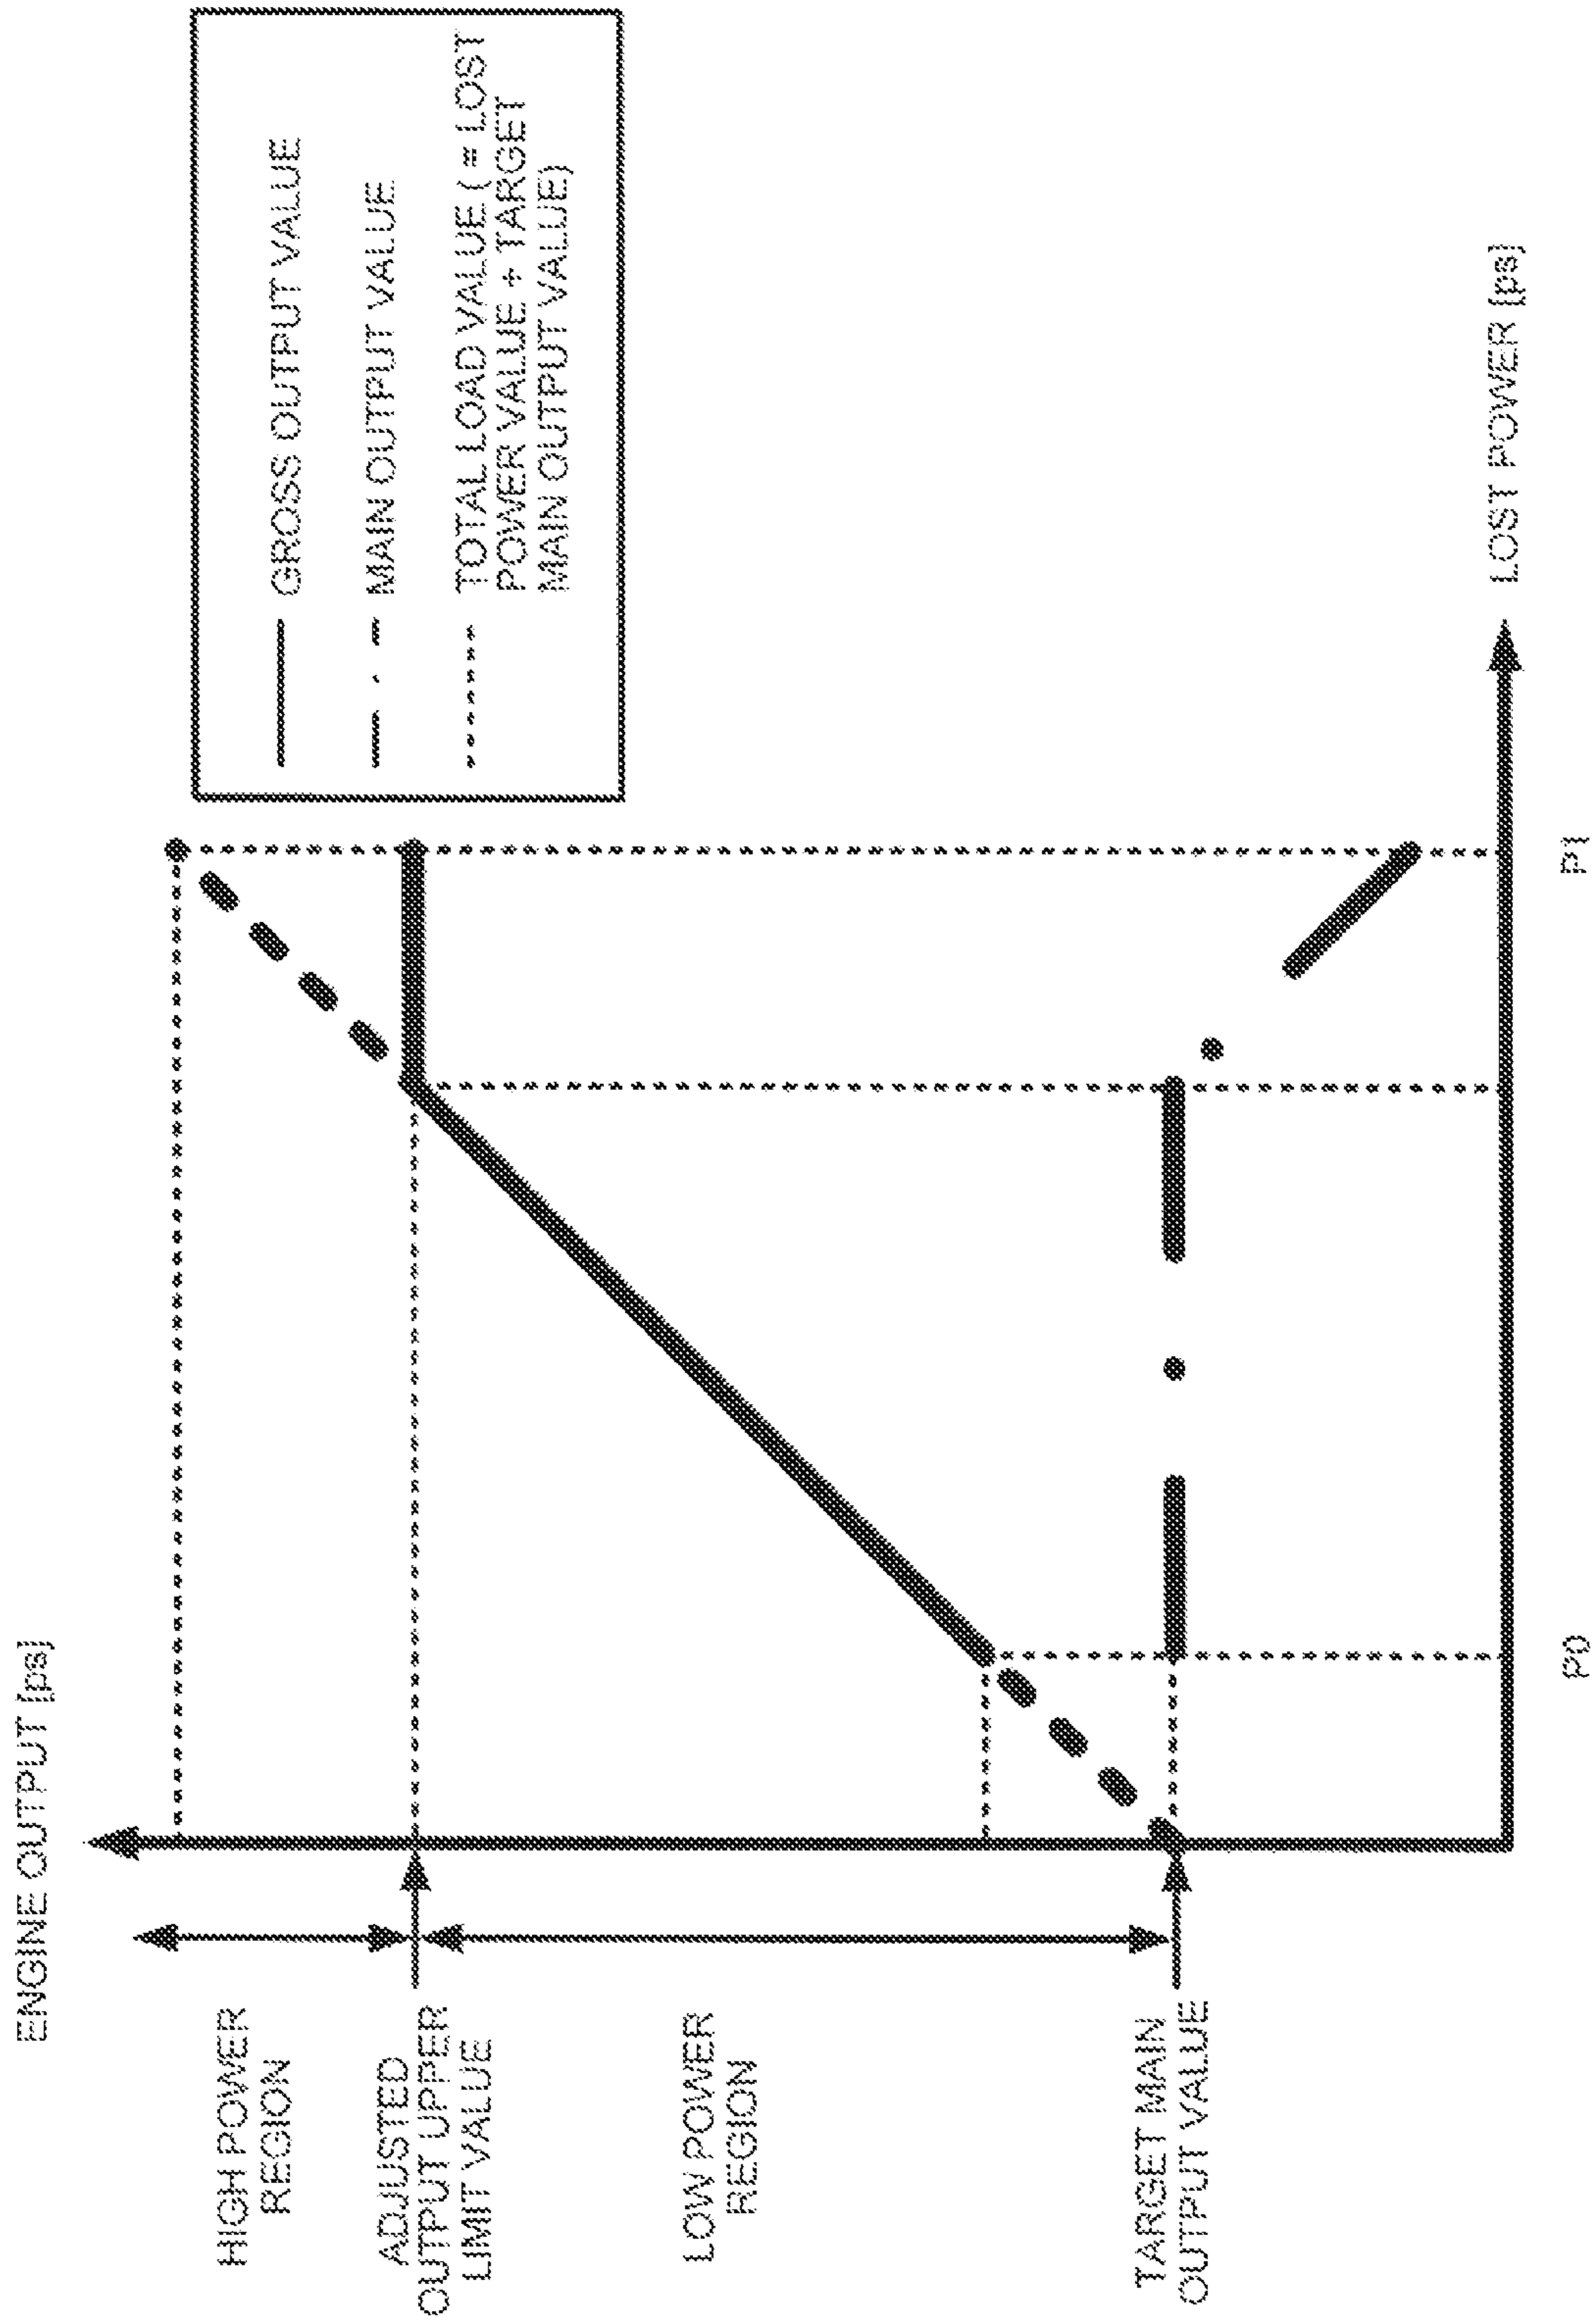 ENGINE OUTPUT [ps]
HIGH POWER
REGION
ADJUSTED
OUTPUT UPPER
LIMIT VALUE
LOW POWER
REGION
TARGET MAIN
OUTPUT VALUE
GROSS OUTPUT VALUE
MAIN OUTPUT VALUE
TOTAL LOAD VALUE ( = LOST
POWER VALUE + TARGET
MAIN OUTPUT VALUE)
LOST POWER [ps]
P0
P1